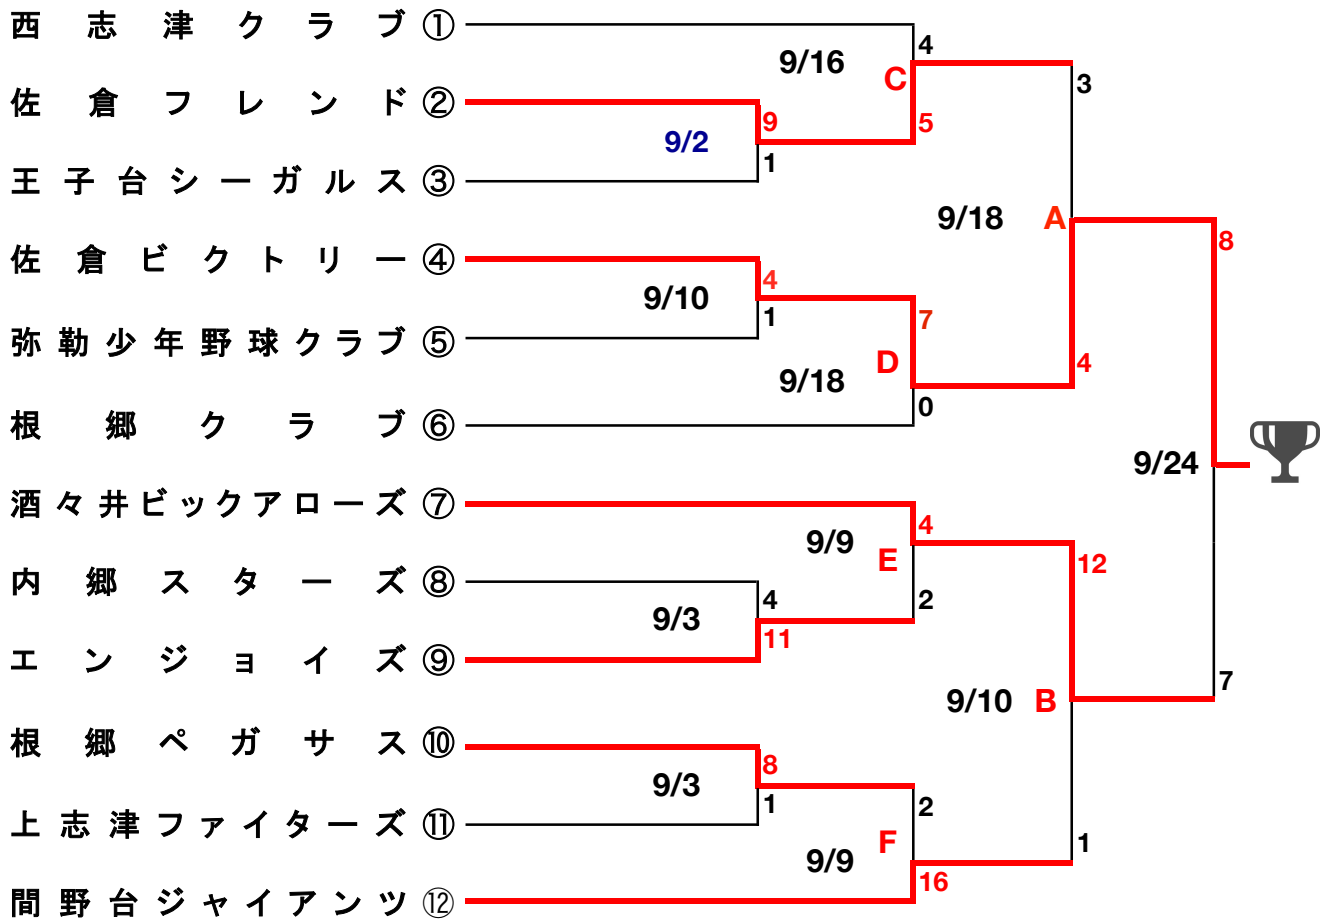 西志津クラブ ①
4
9/16
C
3
佐倉フレンド ②
9
5
9/2
1
王子台シーガルス ③
9/18
A
8
佐倉ビクトリー ④
4
9/10
1
7
弥勒少年野球クラブ ⑤
D
4
9/18
0
根郷クラブ ⑥
9/24
酒々井ビックアローズ ⑦
4
9/9
E
12
内郷スターズ ⑧
4
2
9/3
11
エンジョイズ ⑨
7
9/10
B
根郷ペガサス ⑩
8
9/3
1
2
上志津ファイターズ ⑪
F
1
9/9
16
間野台ジャイアンツ ⑫